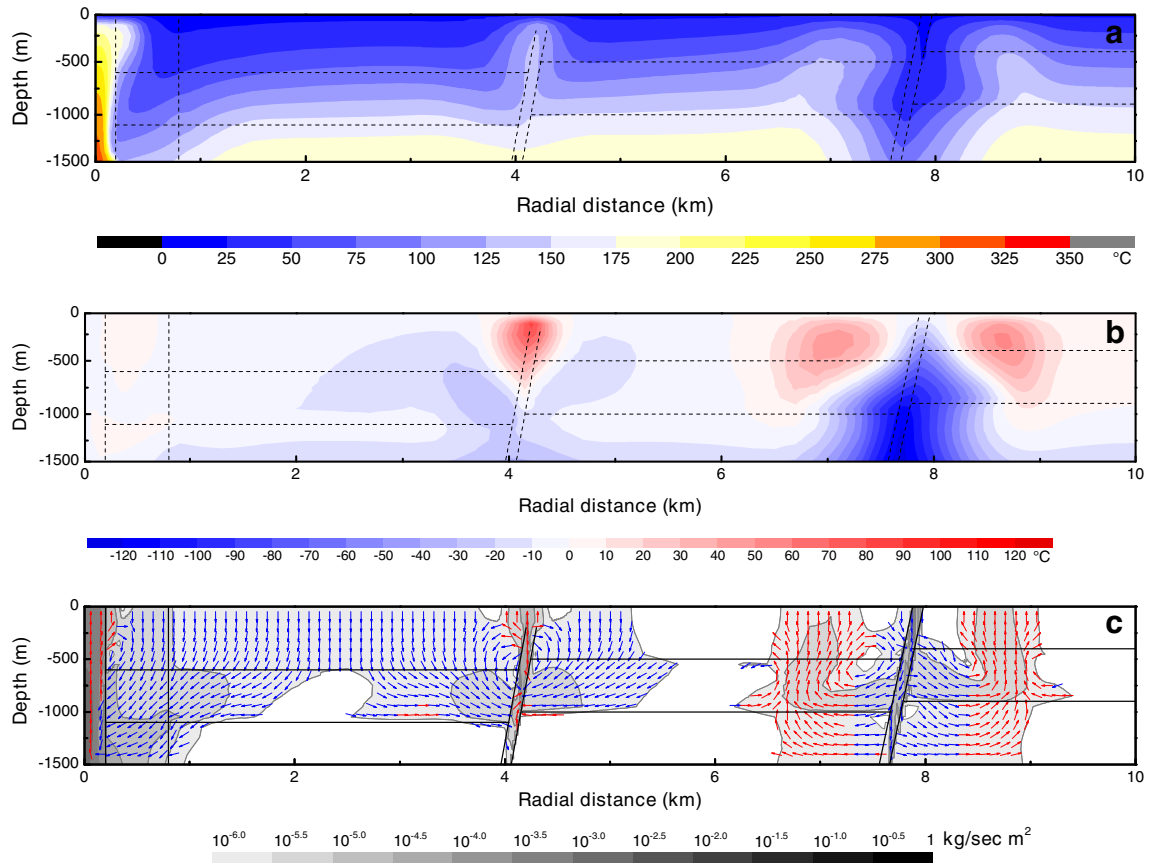 a
Depth (m)
0
-500
-1000
-1500
0 2 4 6 8 10
Radial distance (km)
0 25 50 75 100 125 150 175 200 225 250 275 300 325 350 °C
b
Depth (m)
0
-500
-1000
-1500
0 2 4 6 8 10
Radial distance (km)
-120 -110 -100 -90 -80 -70 -60 -50 -40 -30 -20 -10 0 10 20 30 40 50 60 70 80 90 100 110 120 °C
c
Depth (m)
0
-500
-1000
-1500
0 2 4 6 8 10
Radial distance (km)
10^-6.0 10^-5.5 10^-5.0 10^-4.5 10^-4.0 10^-3.5 10^-3.0 10^-2.5 10^-2.0 10^-1.5 10^-1.0 10^-0.5 1 kg/sec m²